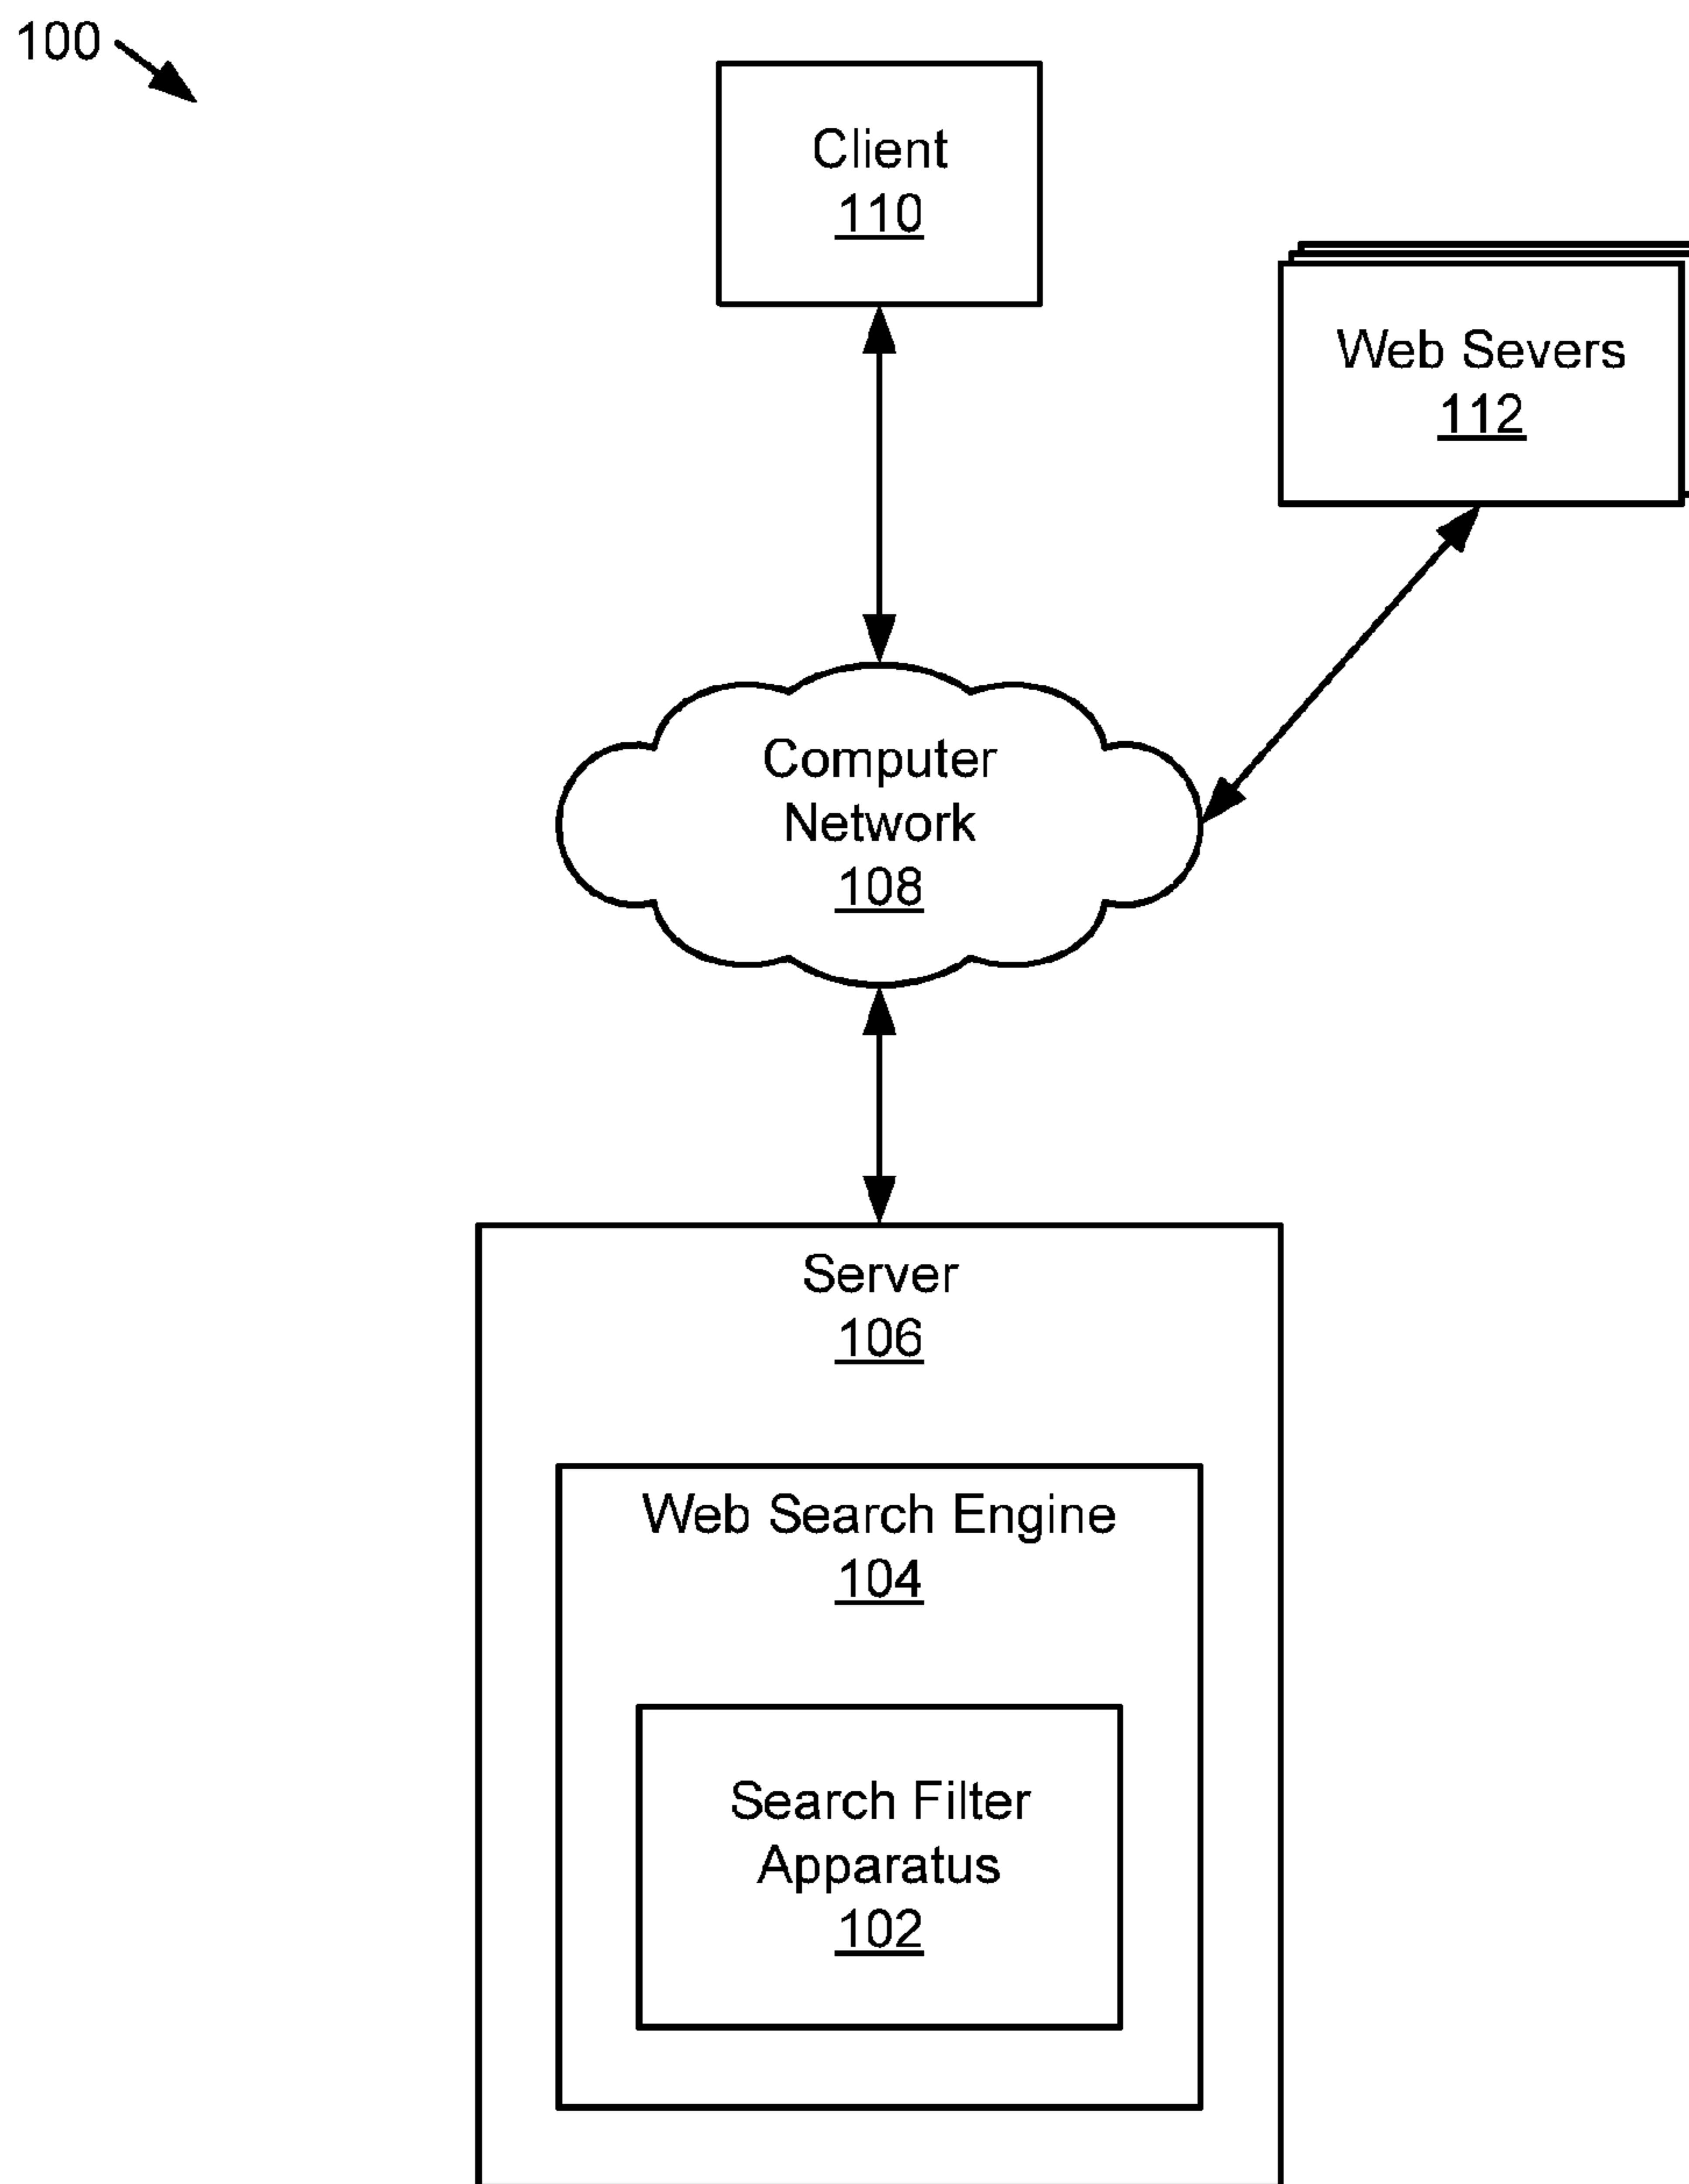 100
Client
110
Web Severs
112
Computer
Network
108
Server
106
Web Search Engine
104
Search Filter
Apparatus
102